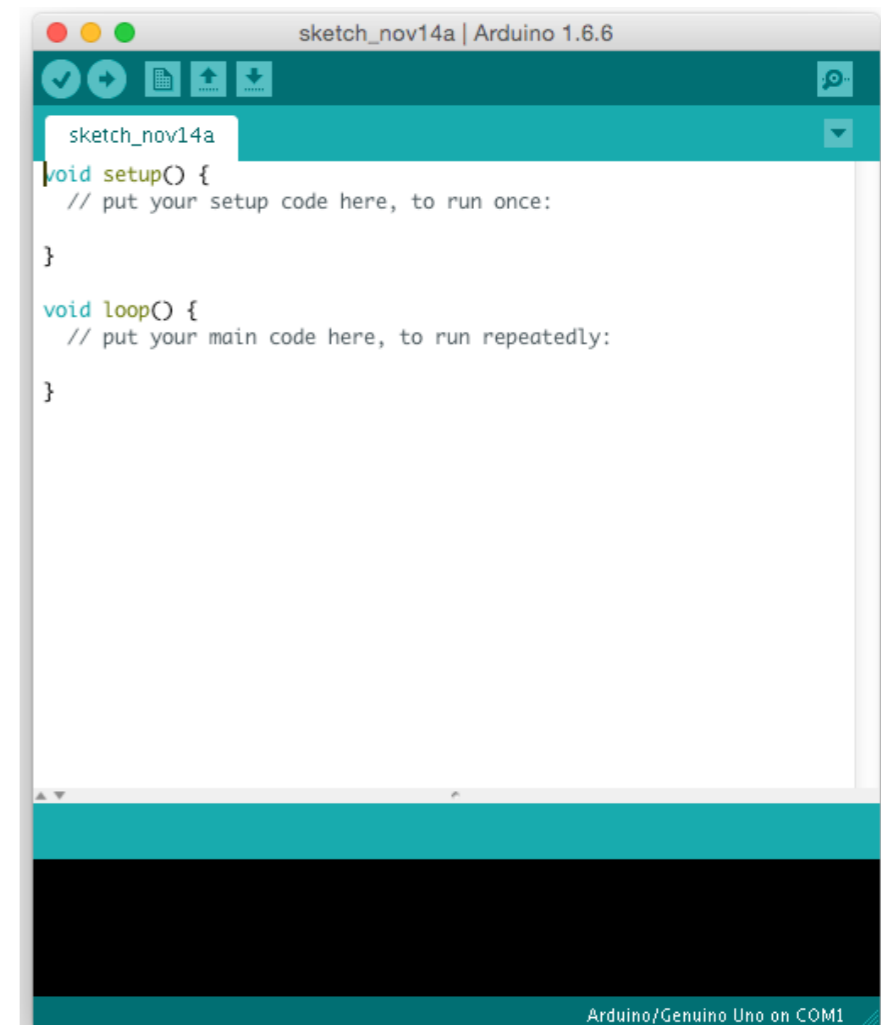 sketch_nov14a | Arduino 1.6.6
sketch_nov14a
void setup() {
  // put your setup code here, to run once:
}
void loop() {
  // put your main code here, to run repeatedly:
}
Arduino/Genuino Uno on COM1